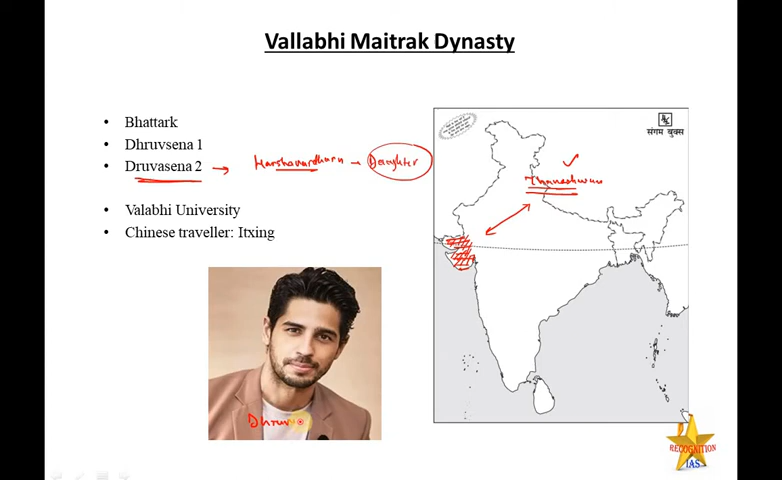 Vallabhi Maitrak Dynasty
• Bhattark
• Dhruvsena 1
• Druvasena 2 → Harshavardhan → Daughter
• Valabhi University
• Chinese traveller: Itxing
संगम बुक्स
Thaneshwar
Dhruv
RECOGNITION
IAS